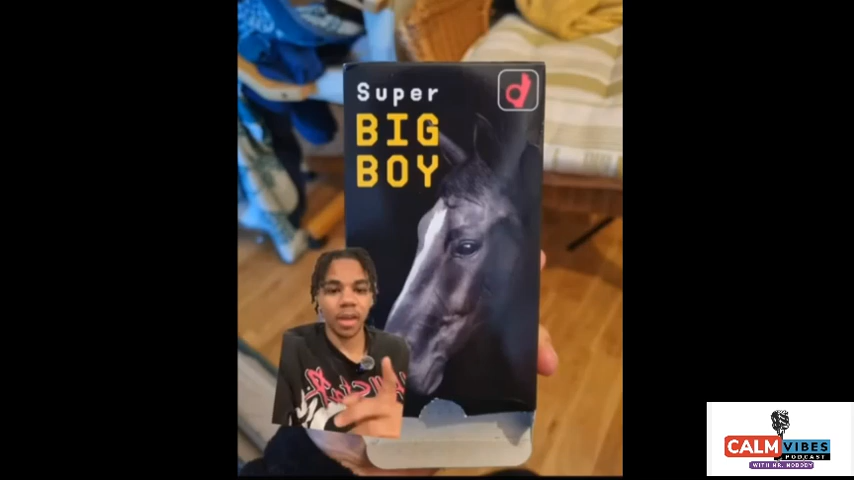 Super
BIG
BOY
CALM VIBES
PODCAST
WITH MR. NOBODY